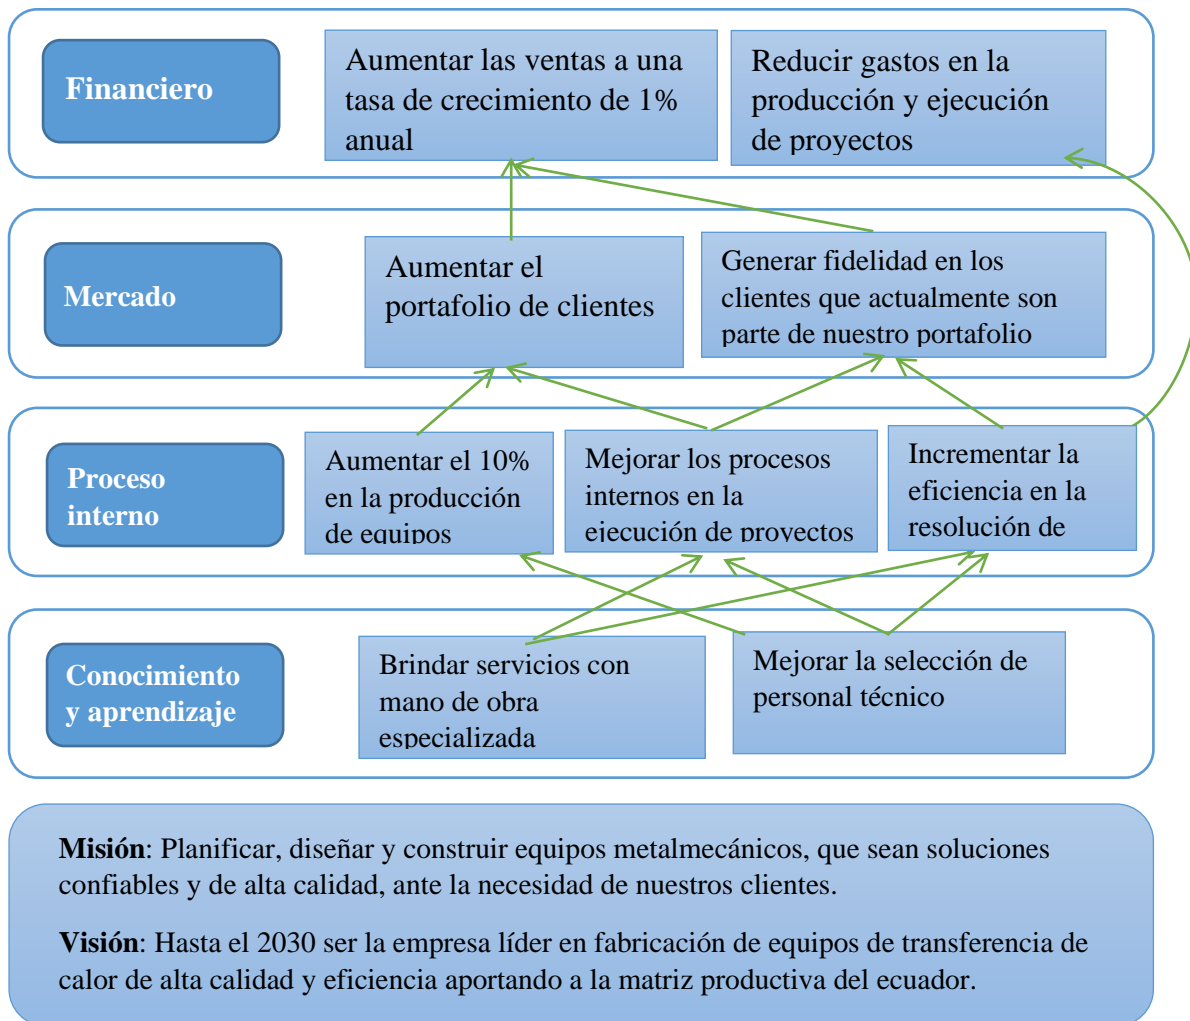 Financiero
Aumentar las ventas a una
tasa de crecimiento de 1%
anual
Reducir gastos en la
producción y ejecución
de proyectos
Mercado
Aumentar el
portafolio de clientes
Generar fidelidad en los
clientes que actualmente son
parte de nuestro portafolio
Proceso
interno
Aumentar el 10%
en la producción
de equipos
Mejorar los procesos
internos en la
ejecución de proyectos
Incrementar la
eficiencia en la
resolución de
Conocimiento
y aprendizaje
Brindar servicios con
mano de obra
especializada
Mejorar la selección de
personal técnico
Misión: Planificar, diseñar y construir equipos metalmecánicos, que sean soluciones
confiables y de alta calidad, ante la necesidad de nuestros clientes.
Visión: Hasta el 2030 ser la empresa líder en fabricación de equipos de transferencia de
calor de alta calidad y eficiencia aportando a la matriz productiva del ecuador.